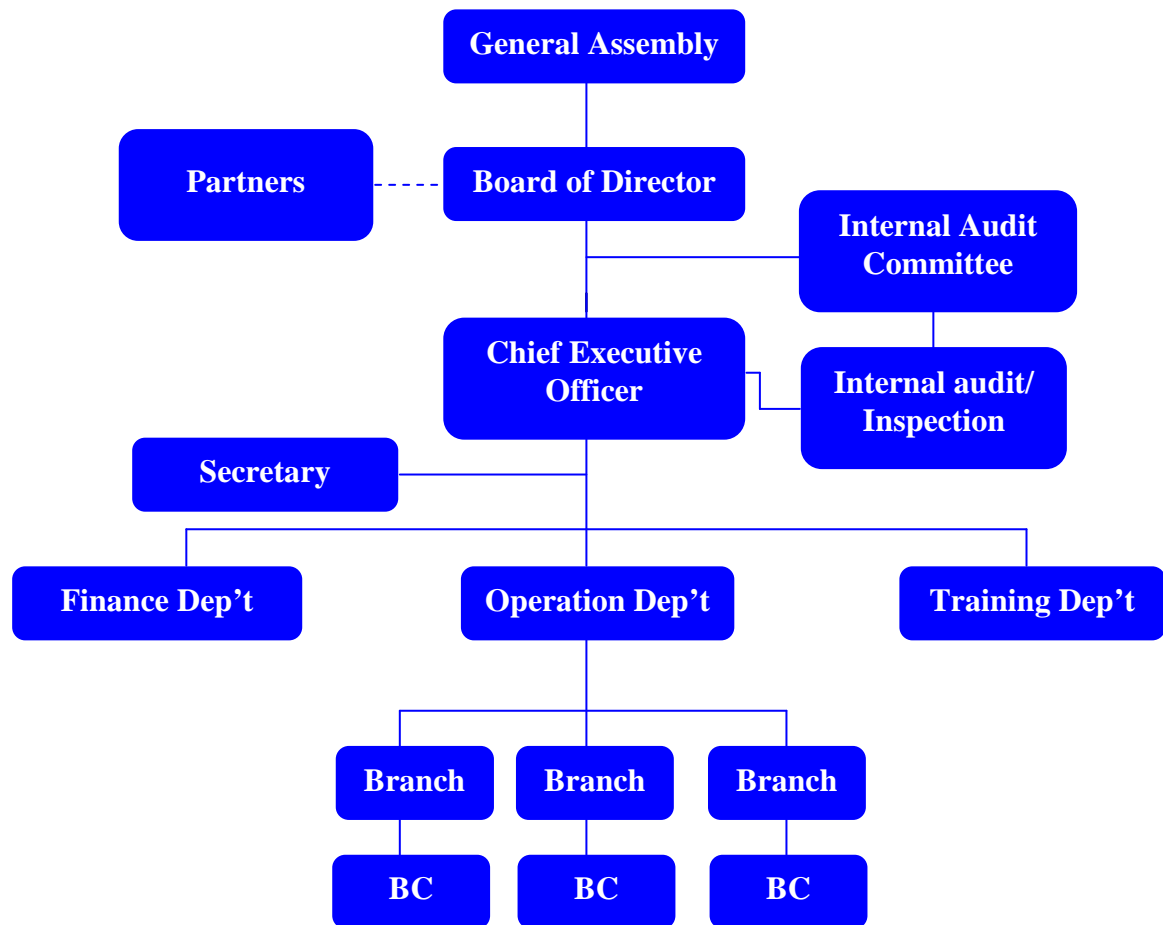 General Assembly
Partners
Board of Director
Internal Audit
Committee
Chief Executive
Officer
Internal audit/
Inspection
Secretary
Finance Dep’t
Operation Dep’t
Training Dep’t
Branch
Branch
Branch
BC
BC
BC